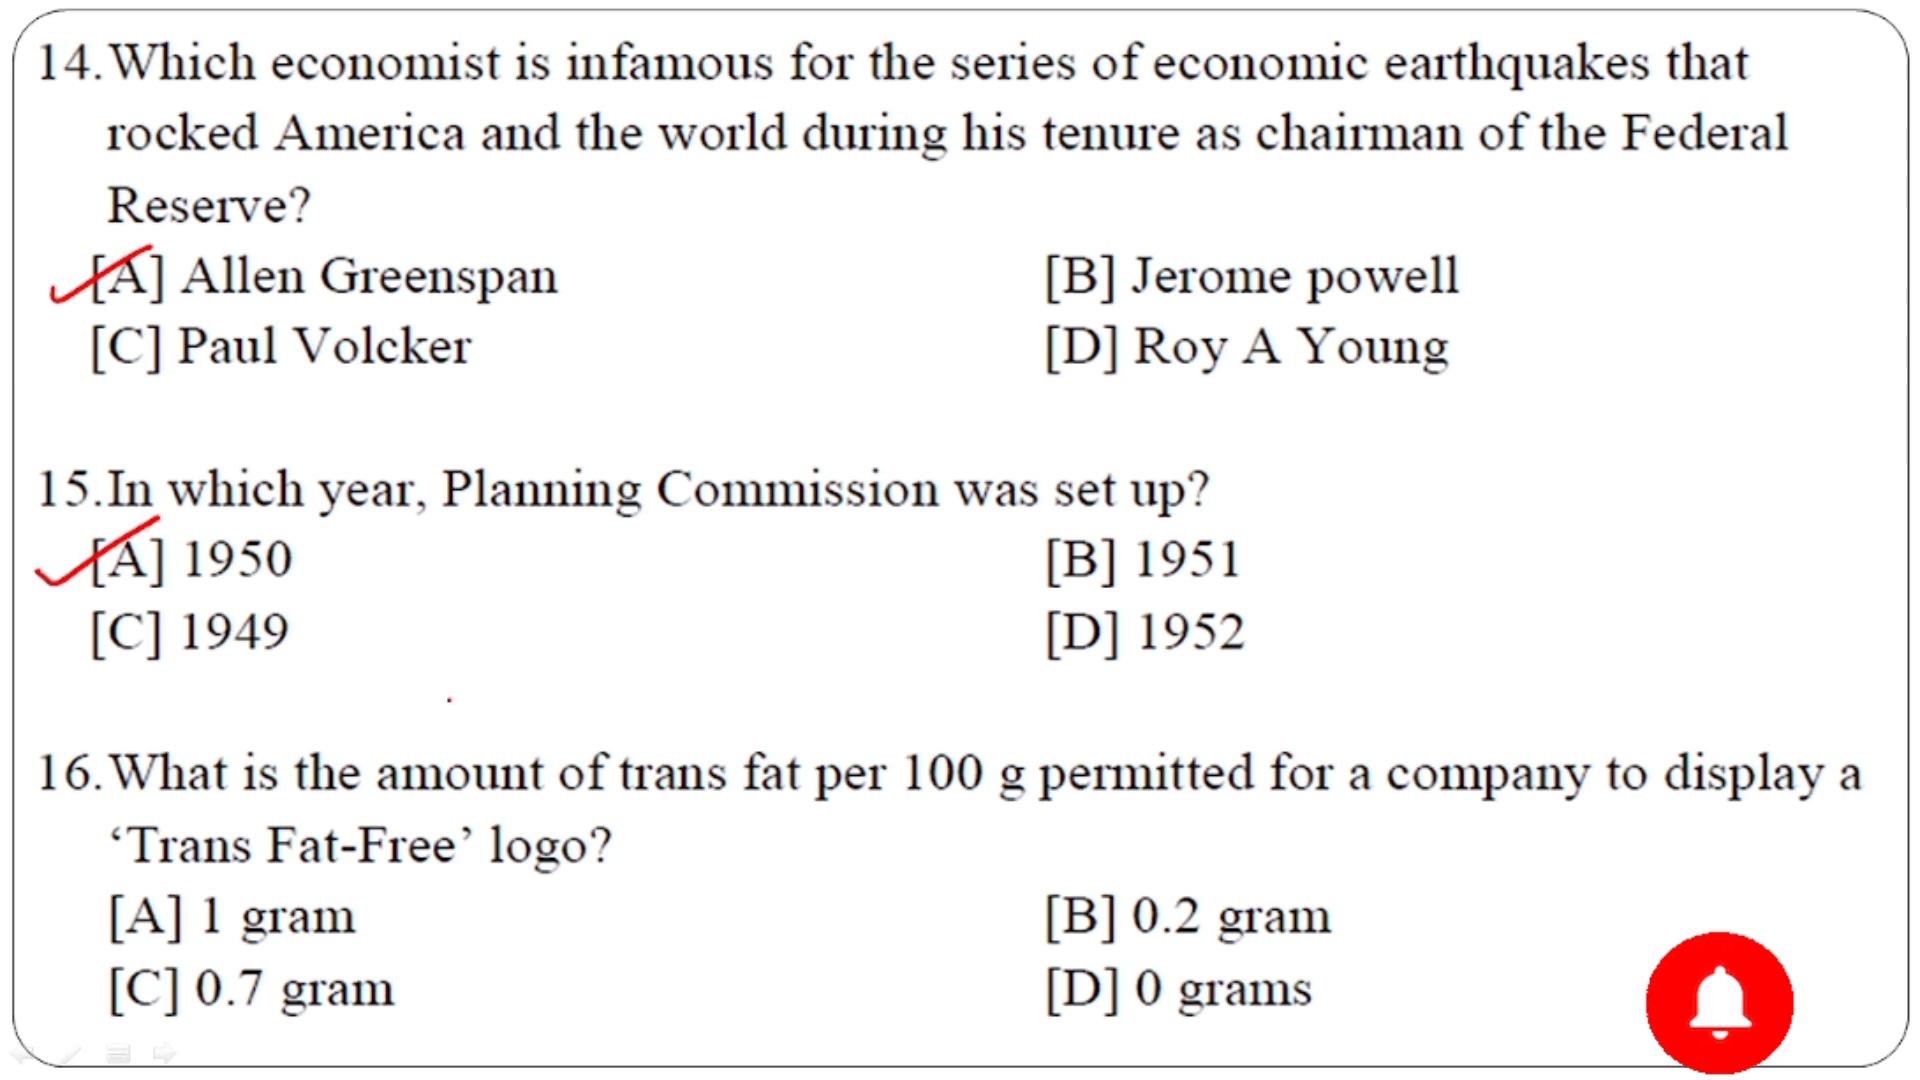 14. Which economist is infamous for the series of economic earthquakes that
rocked America and the world during his tenure as chairman of the Federal
Reserve?
[A] Allen Greenspan [B] Jerome powell
[C] Paul Volcker [D] Roy A Young
15. In which year, Planning Commission was set up?
[A] 1950 [B] 1951
[C] 1949 [D] 1952
16. What is the amount of trans fat per 100 g permitted for a company to display a
‘Trans Fat-Free’ logo?
[A] 1 gram [B] 0.2 gram
[C] 0.7 gram [D] 0 grams